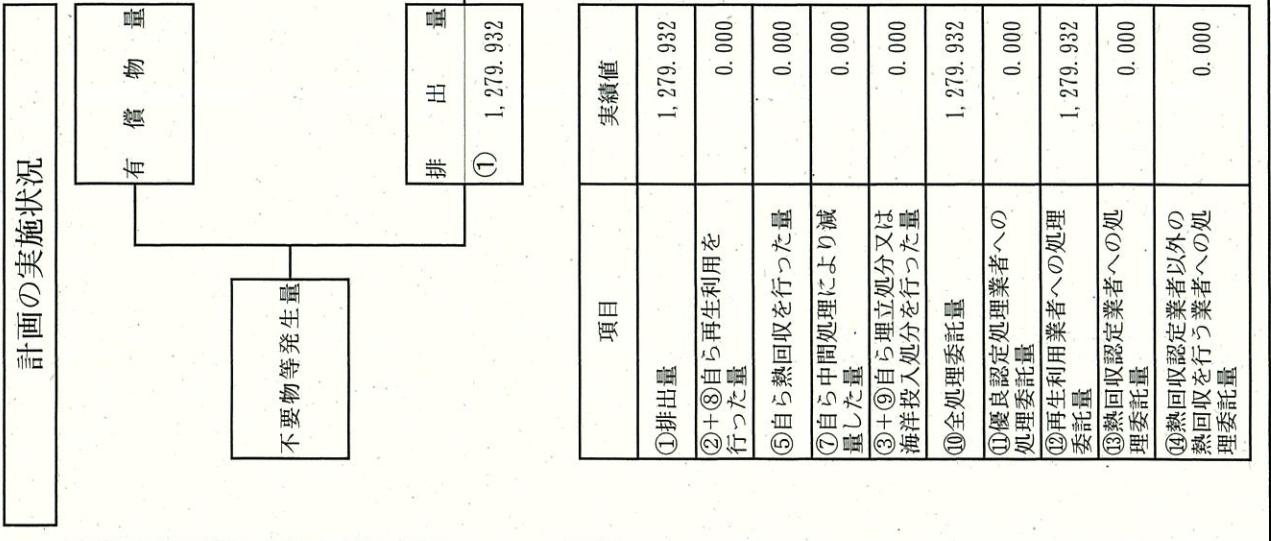 計画の実施状況
有償物量
不要物等発生量
排出量
① 1,279.932
項目 実績値
①排出量 1,279.932
②+⑧自ら再生利用を
行った量 0.000
⑤自ら熱回収を行った量 0.000
⑦自ら中間処理により減
量した量 0.000
③+⑨自ら埋立処分又は
海洋投入処分を行った量 0.000
⑩全処理委託量 1,279.932
⑪優良認定処理業者への
処理委託量 0.000
⑫再生利用業者への処理
委託量 1,279.932
⑬熱回収認定業者への処
理委託量 0.000
⑭熱回収認定業者以外の
熱回収を行う業者への処
理委託量 0.000